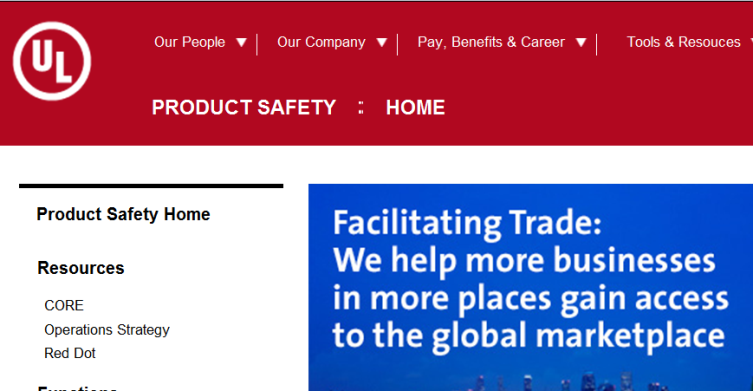 UL
Our People ▼ | Our Company ▼ | Pay, Benefits & Career ▼ | Tools & Resouces
PRODUCT SAFETY : HOME
Product Safety Home
Resources
CORE
Operations Strategy
Red Dot
Functions
Facilitating Trade:
We help more businesses
in more places gain access
to the global marketplace